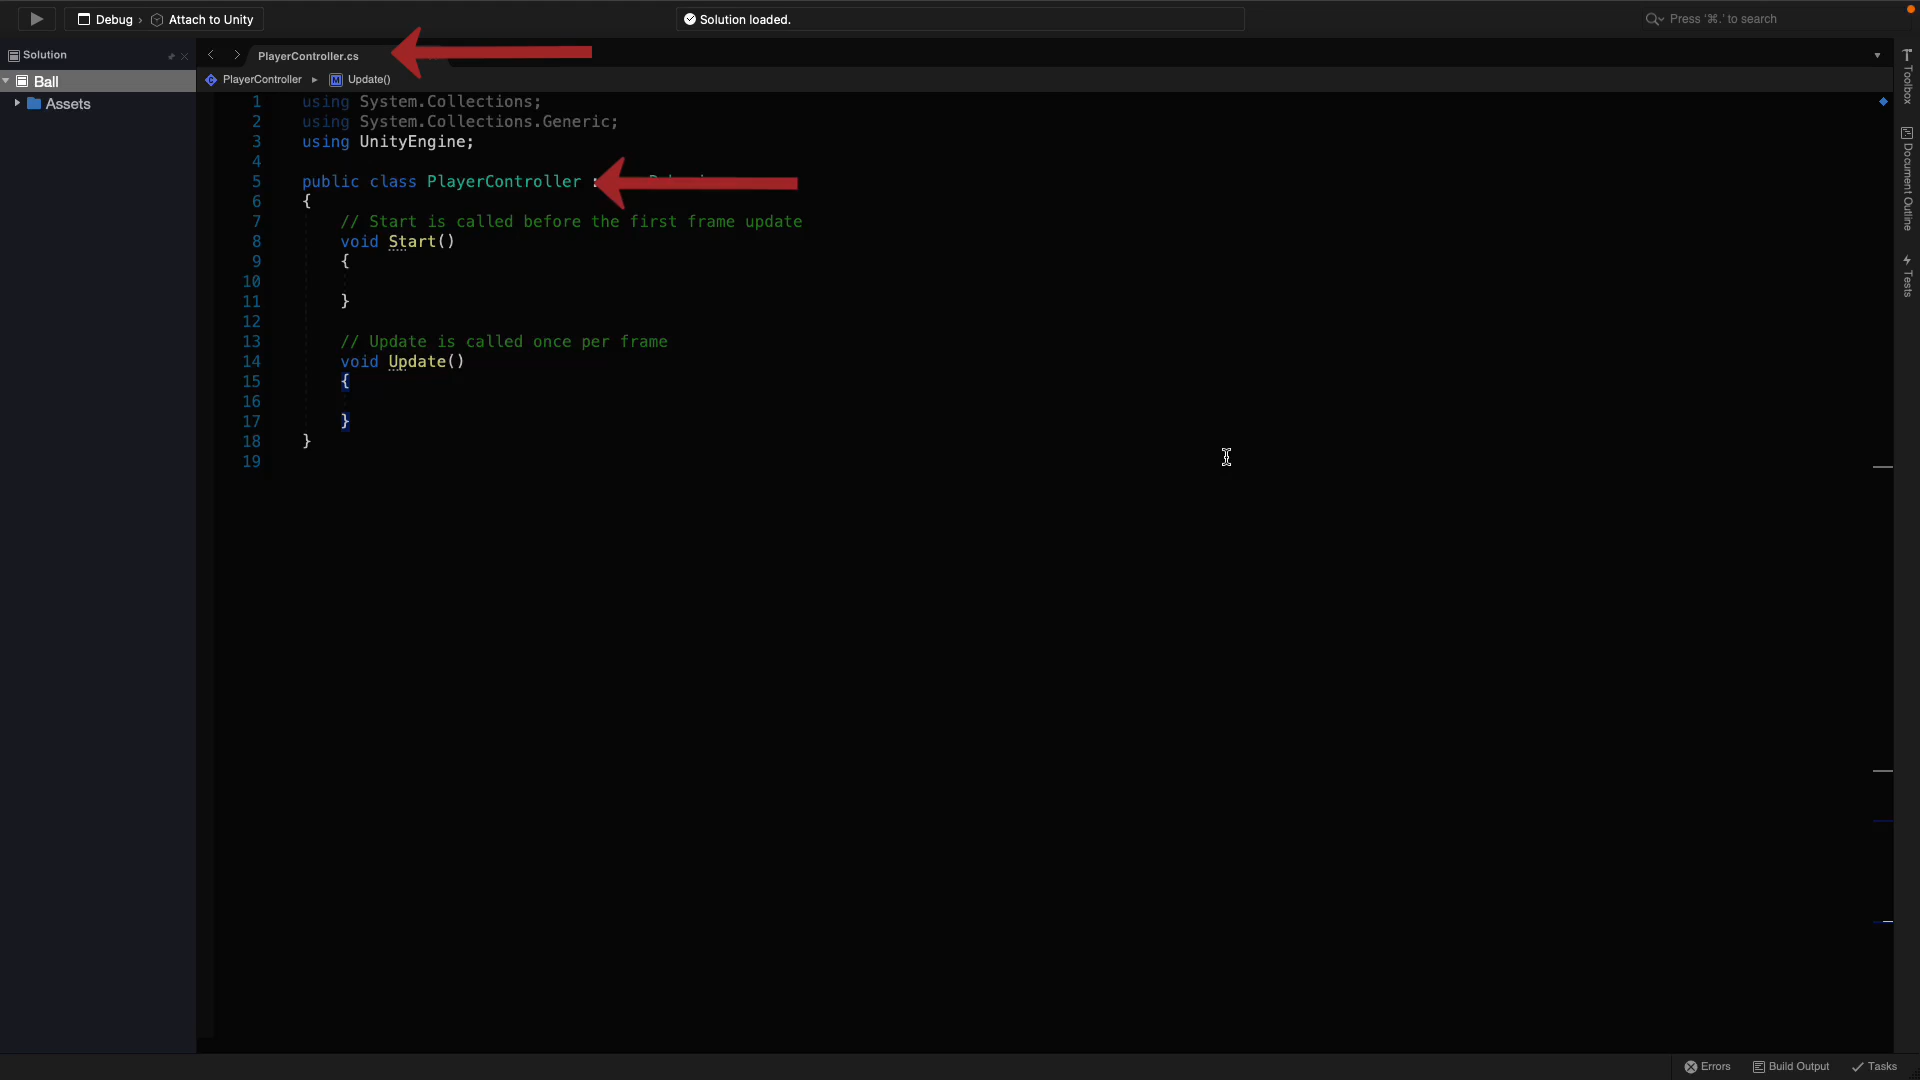 Debug › Attach to Unity
Solution loaded.
Press '⌘.' to search
Solution
PlayerController.cs
Ball
PlayerController ▸ M Update()
Assets
1 using System.Collections;
2 using System.Collections.Generic;
3 using UnityEngine;
4
5 public class PlayerController :
6 {
7 // Start is called before the first frame update
8 void Start()
9 {
10
11 }
12
13 // Update is called once per frame
14 void Update()
15 {
16
17 }
18 }
19
Toolbox
Document Outline
Tests
Errors Build Output Tasks